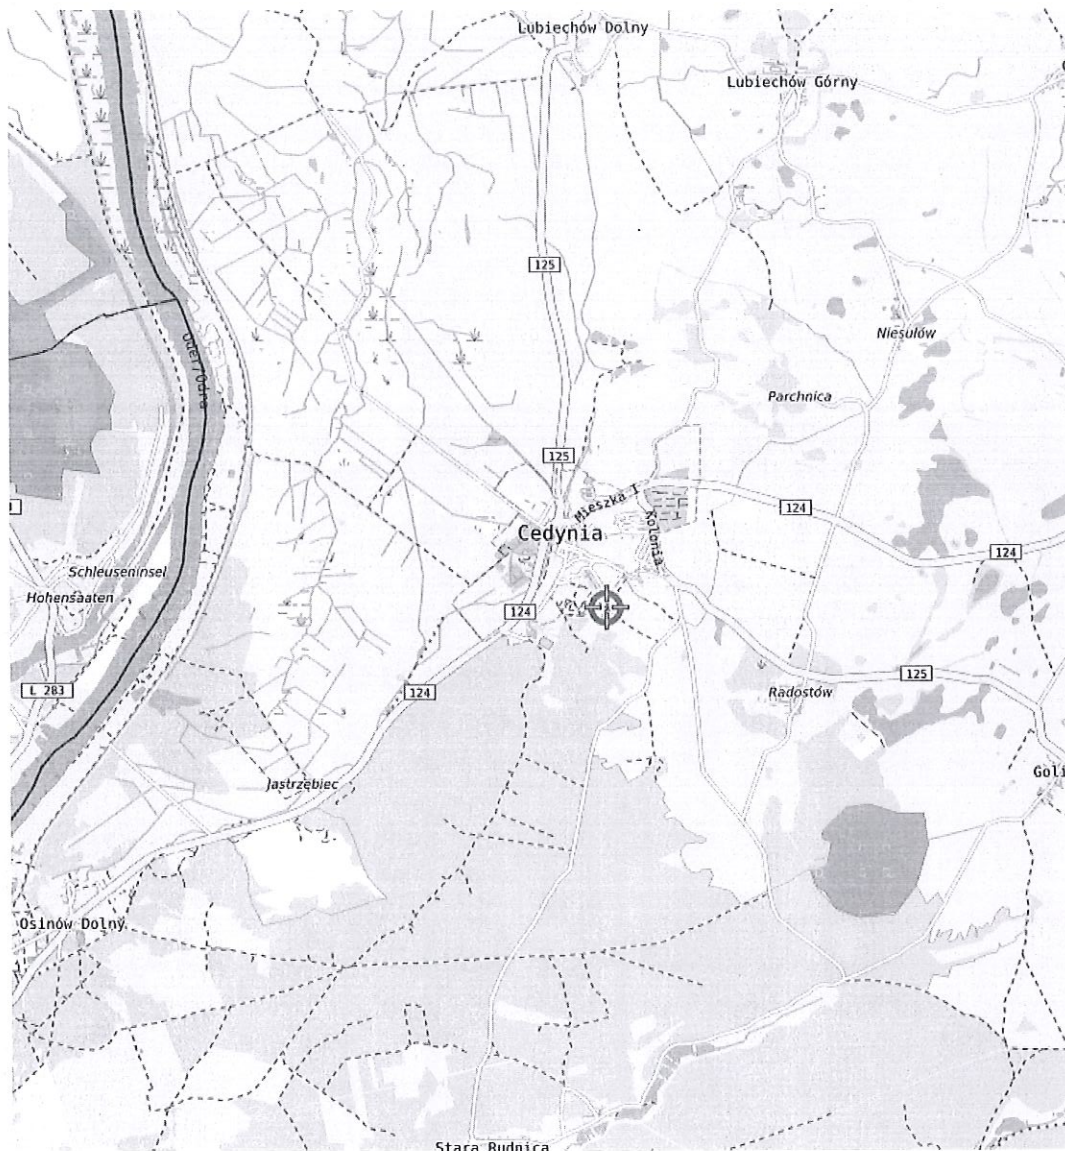 Lubiechów Dolny
Lubiechów Górny
125
Oder/Odra
Niesułów
Parchnica
125
Mieszka I
124
Cedynia
Kolonia
124
Schleuseninsel
Hohensaaten
124
L 283
124
125
Radostów
Jastrzębiec
Goli
Osinów Dolny
Stara Rudnica